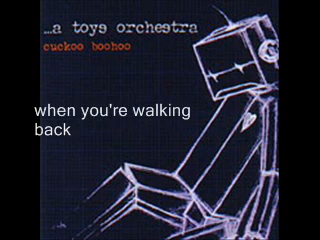 ...a toys orchestra
cuckoo boohoo
when you're walking
back